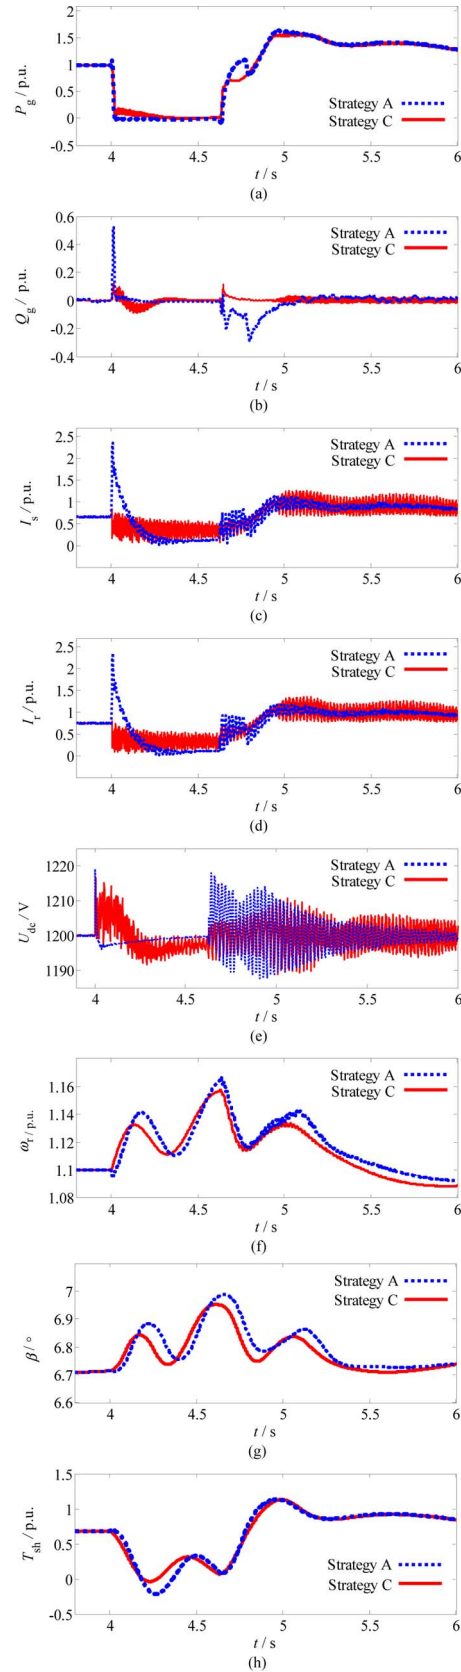 1.5
1
0.5
0
-0.5
P_g / p.u.
Strategy A
Strategy C
4
4.5
5
5.5
6
t / s
(a)
0.6
0.4
0.2
0
-0.2
-0.4
Q_g / p.u.
Strategy A
Strategy C
4
4.5
5
5.5
6
t / s
(b)
2.5
2
1.5
1
0.5
0
I_s / p.u.
Strategy A
Strategy C
4
4.5
5
5.5
6
t / s
(c)
2.5
2
1.5
1
0.5
0
I_r / p.u.
Strategy A
Strategy C
4
4.5
5
5.5
6
t / s
(d)
1220
1210
1200
1190
U_dc / V
Strategy A
Strategy C
4
4.5
5
5.5
6
t / s
(e)
1.16
1.14
1.12
1.1
1.08
ω_r / p.u.
Strategy A
Strategy C
4
4.5
5
5.5
6
t / s
(f)
7
6.9
6.8
6.7
6.6
β / °
Strategy A
Strategy C
4
4.5
5
5.5
6
t / s
(g)
1.5
1
0.5
0
-0.5
T_sh / p.u.
Strategy A
Strategy C
4
4.5
5
5.5
6
t / s
(h)